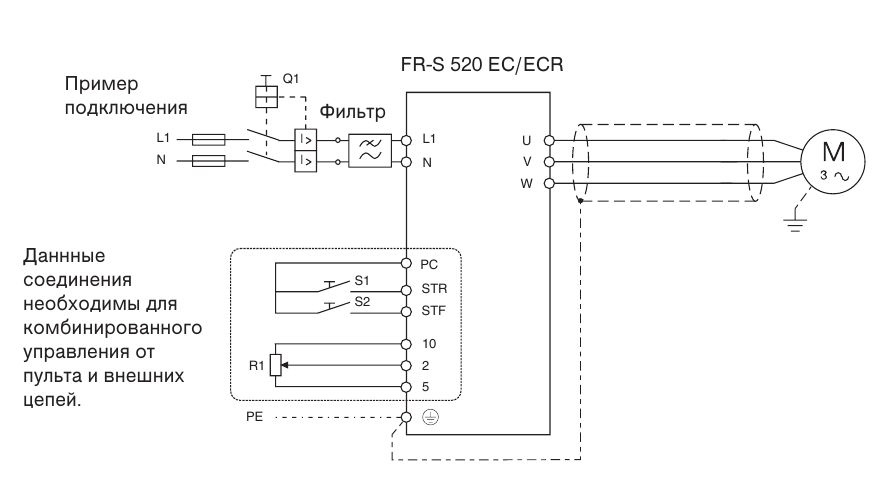 FR-S 520 EC/ECR
Пример
подключения
Q1
Фильтр
L1
I>
L1
U
N
I>
N
V
W
M
3
Даннные
соединения
необходимы для
комбинированного
управления от
пульта и внешних
цепей.
PC
S1
STR
S2
STF
10
R1
2
5
PE